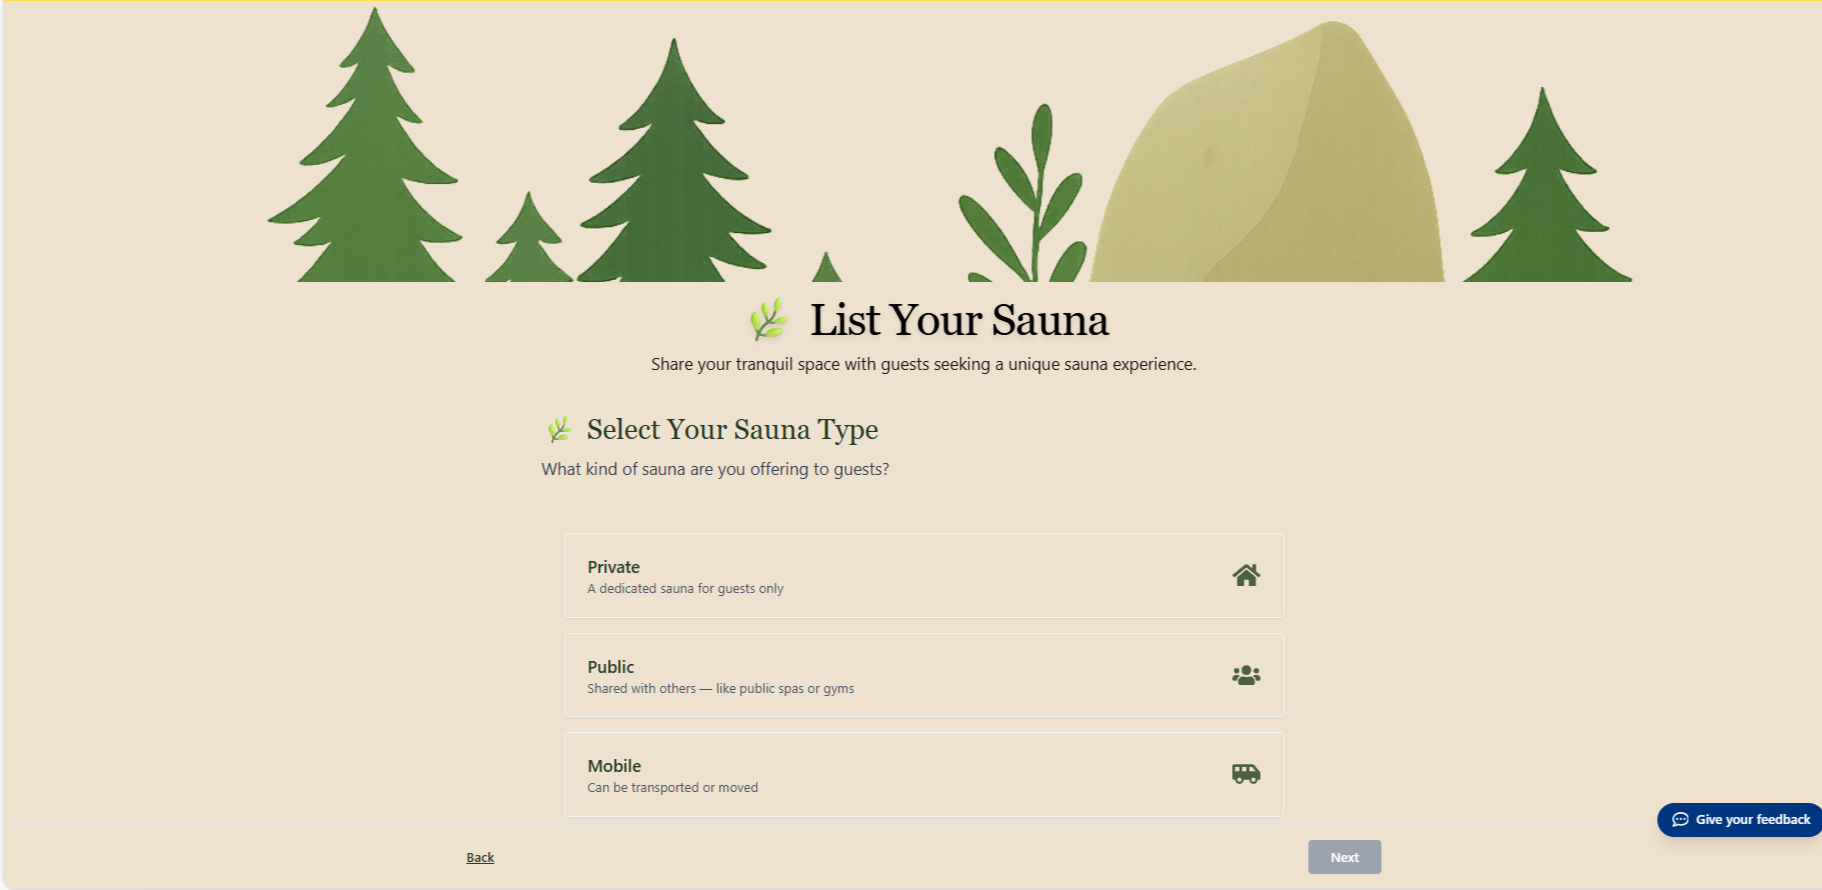 List Your Sauna
Share your tranquil space with guests seeking a unique sauna experience.
Select Your Sauna Type
What kind of sauna are you offering to guests?
Private
A dedicated sauna for guests only
Public
Shared with others — like public spas or gyms
Mobile
Can be transported or moved
Give your feedback
Back
Next